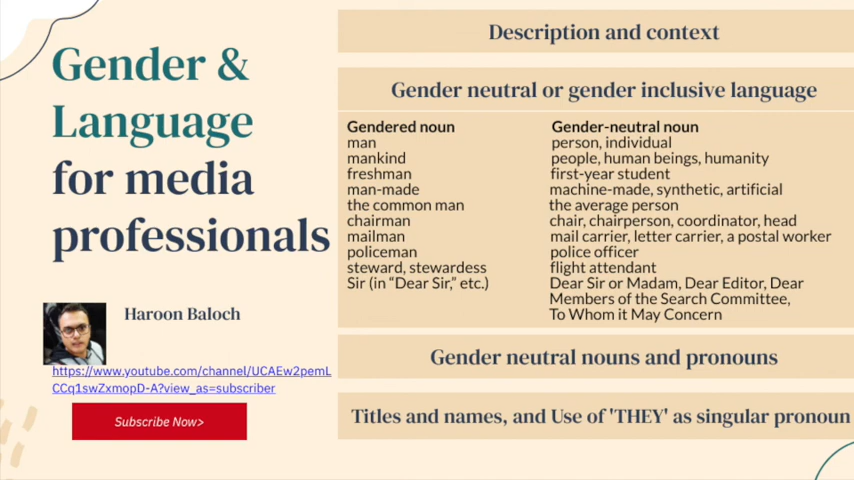 Gender &
Language
for media
professionals
Haroon Baloch
https://www.youtube.com/channel/UCAEw2pemL
CCq1swZxmopD-A?view_as=subscriber
Subscribe Now>
Description and context
Gender neutral or gender inclusive language
Gendered noun Gender-neutral noun
man person, individual
mankind people, human beings, humanity
freshman first-year student
man-made machine-made, synthetic, artificial
the common man the average person
chairman chair, chairperson, coordinator, head
mailman mail carrier, letter carrier, a postal worker
policeman police officer
steward, stewardess flight attendant
Sir (in “Dear Sir,” etc.) Dear Sir or Madam, Dear Editor, Dear
Members of the Search Committee,
To Whom it May Concern
Gender neutral nouns and pronouns
Titles and names, and Use of 'THEY' as singular pronoun